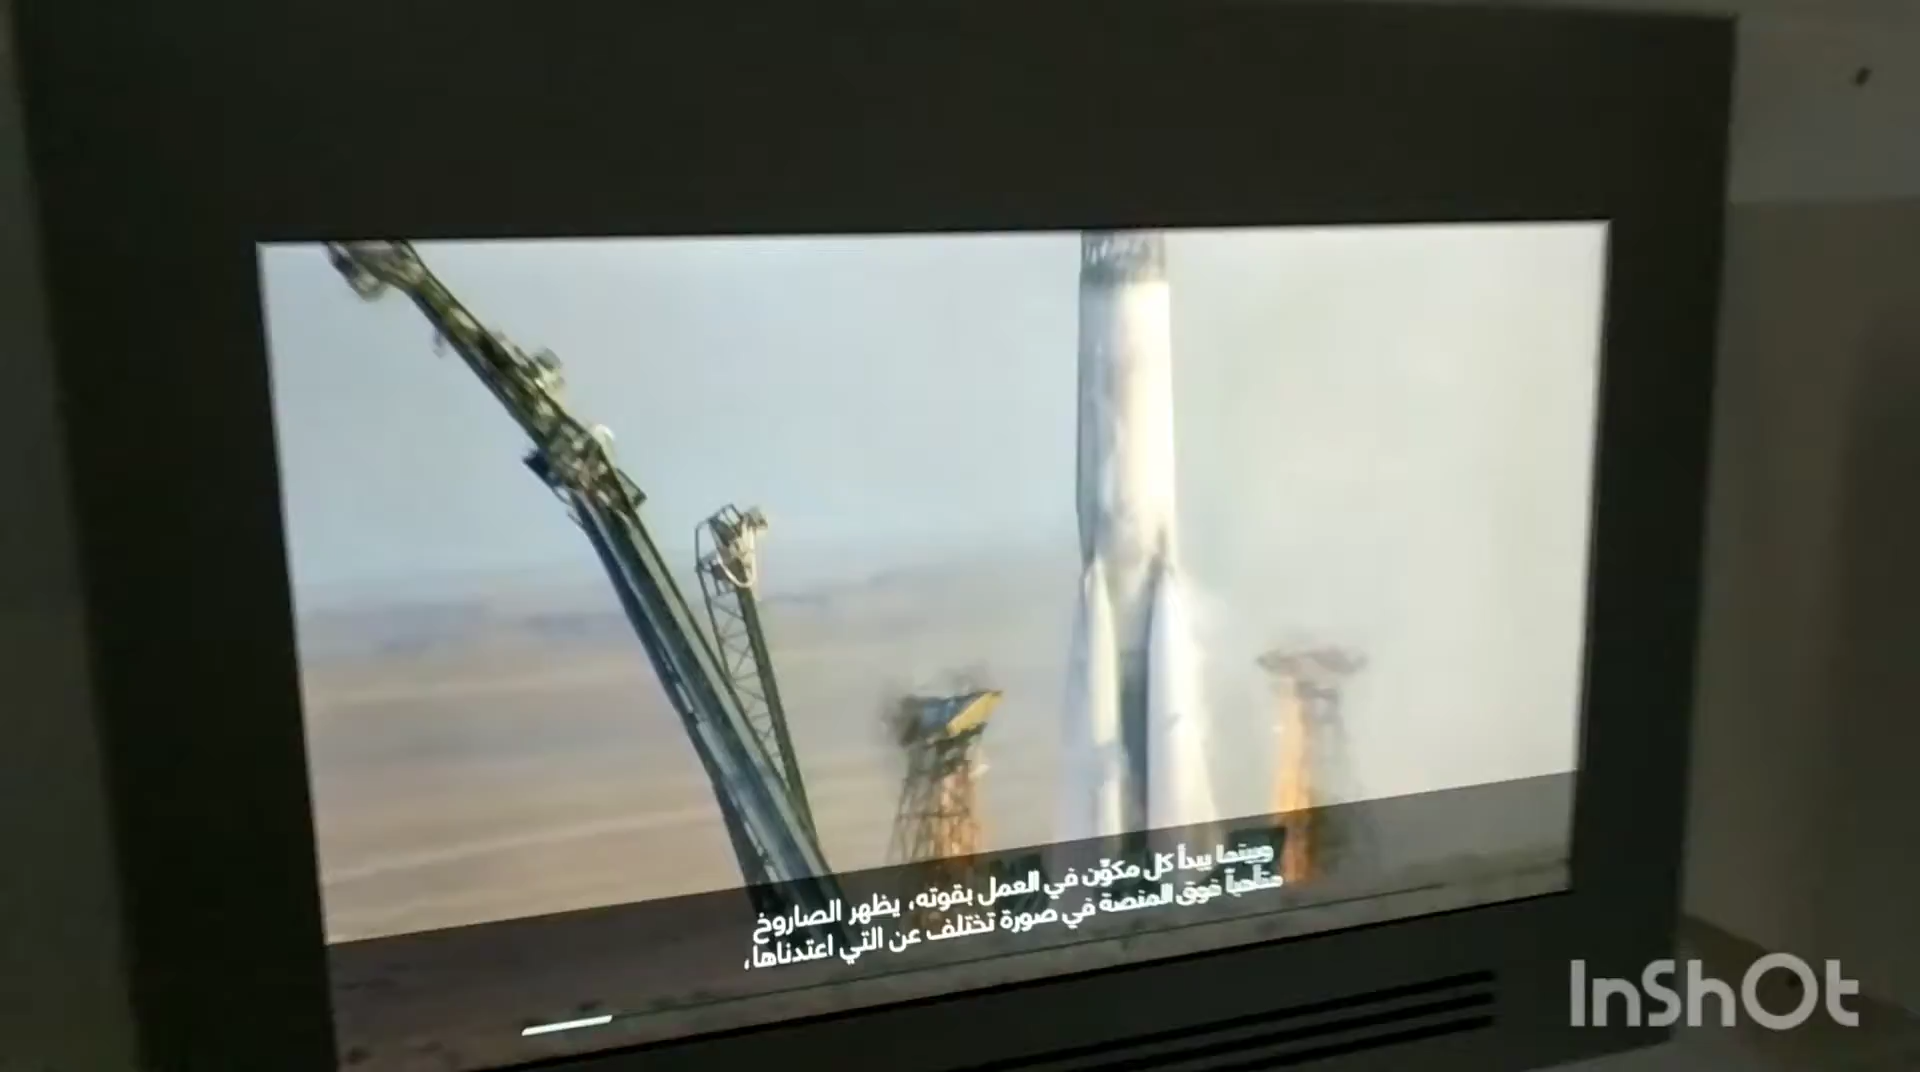 وبينما يبدأ كل مكوّن في العمل بقوته، يظهر الصاروخ
متأهباً فوق المنصة في صورة تختلف عن التي اعتدناها،
InShOt